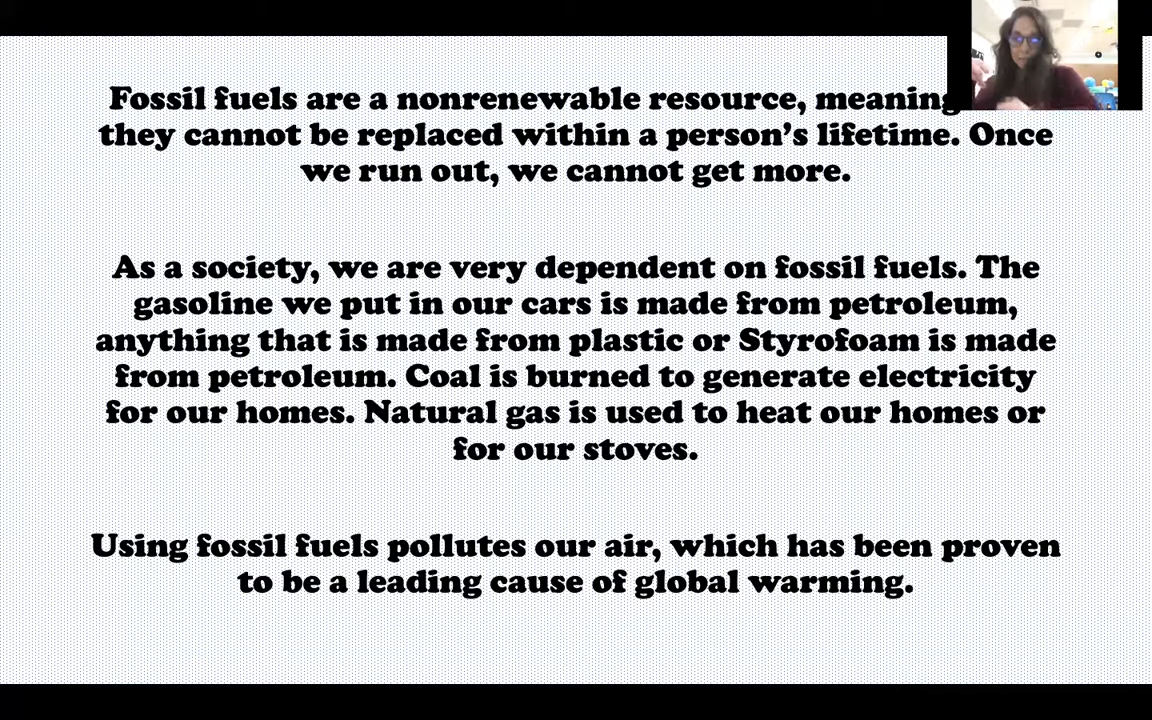 Fossil fuels are a nonrenewable resource, meaning
they cannot be replaced within a person’s lifetime. Once
we run out, we cannot get more.
As a society, we are very dependent on fossil fuels. The
gasoline we put in our cars is made from petroleum,
anything that is made from plastic or Styrofoam is made
from petroleum. Coal is burned to generate electricity
for our homes. Natural gas is used to heat our homes or
for our stoves.
Using fossil fuels pollutes our air, which has been proven
to be a leading cause of global warming.